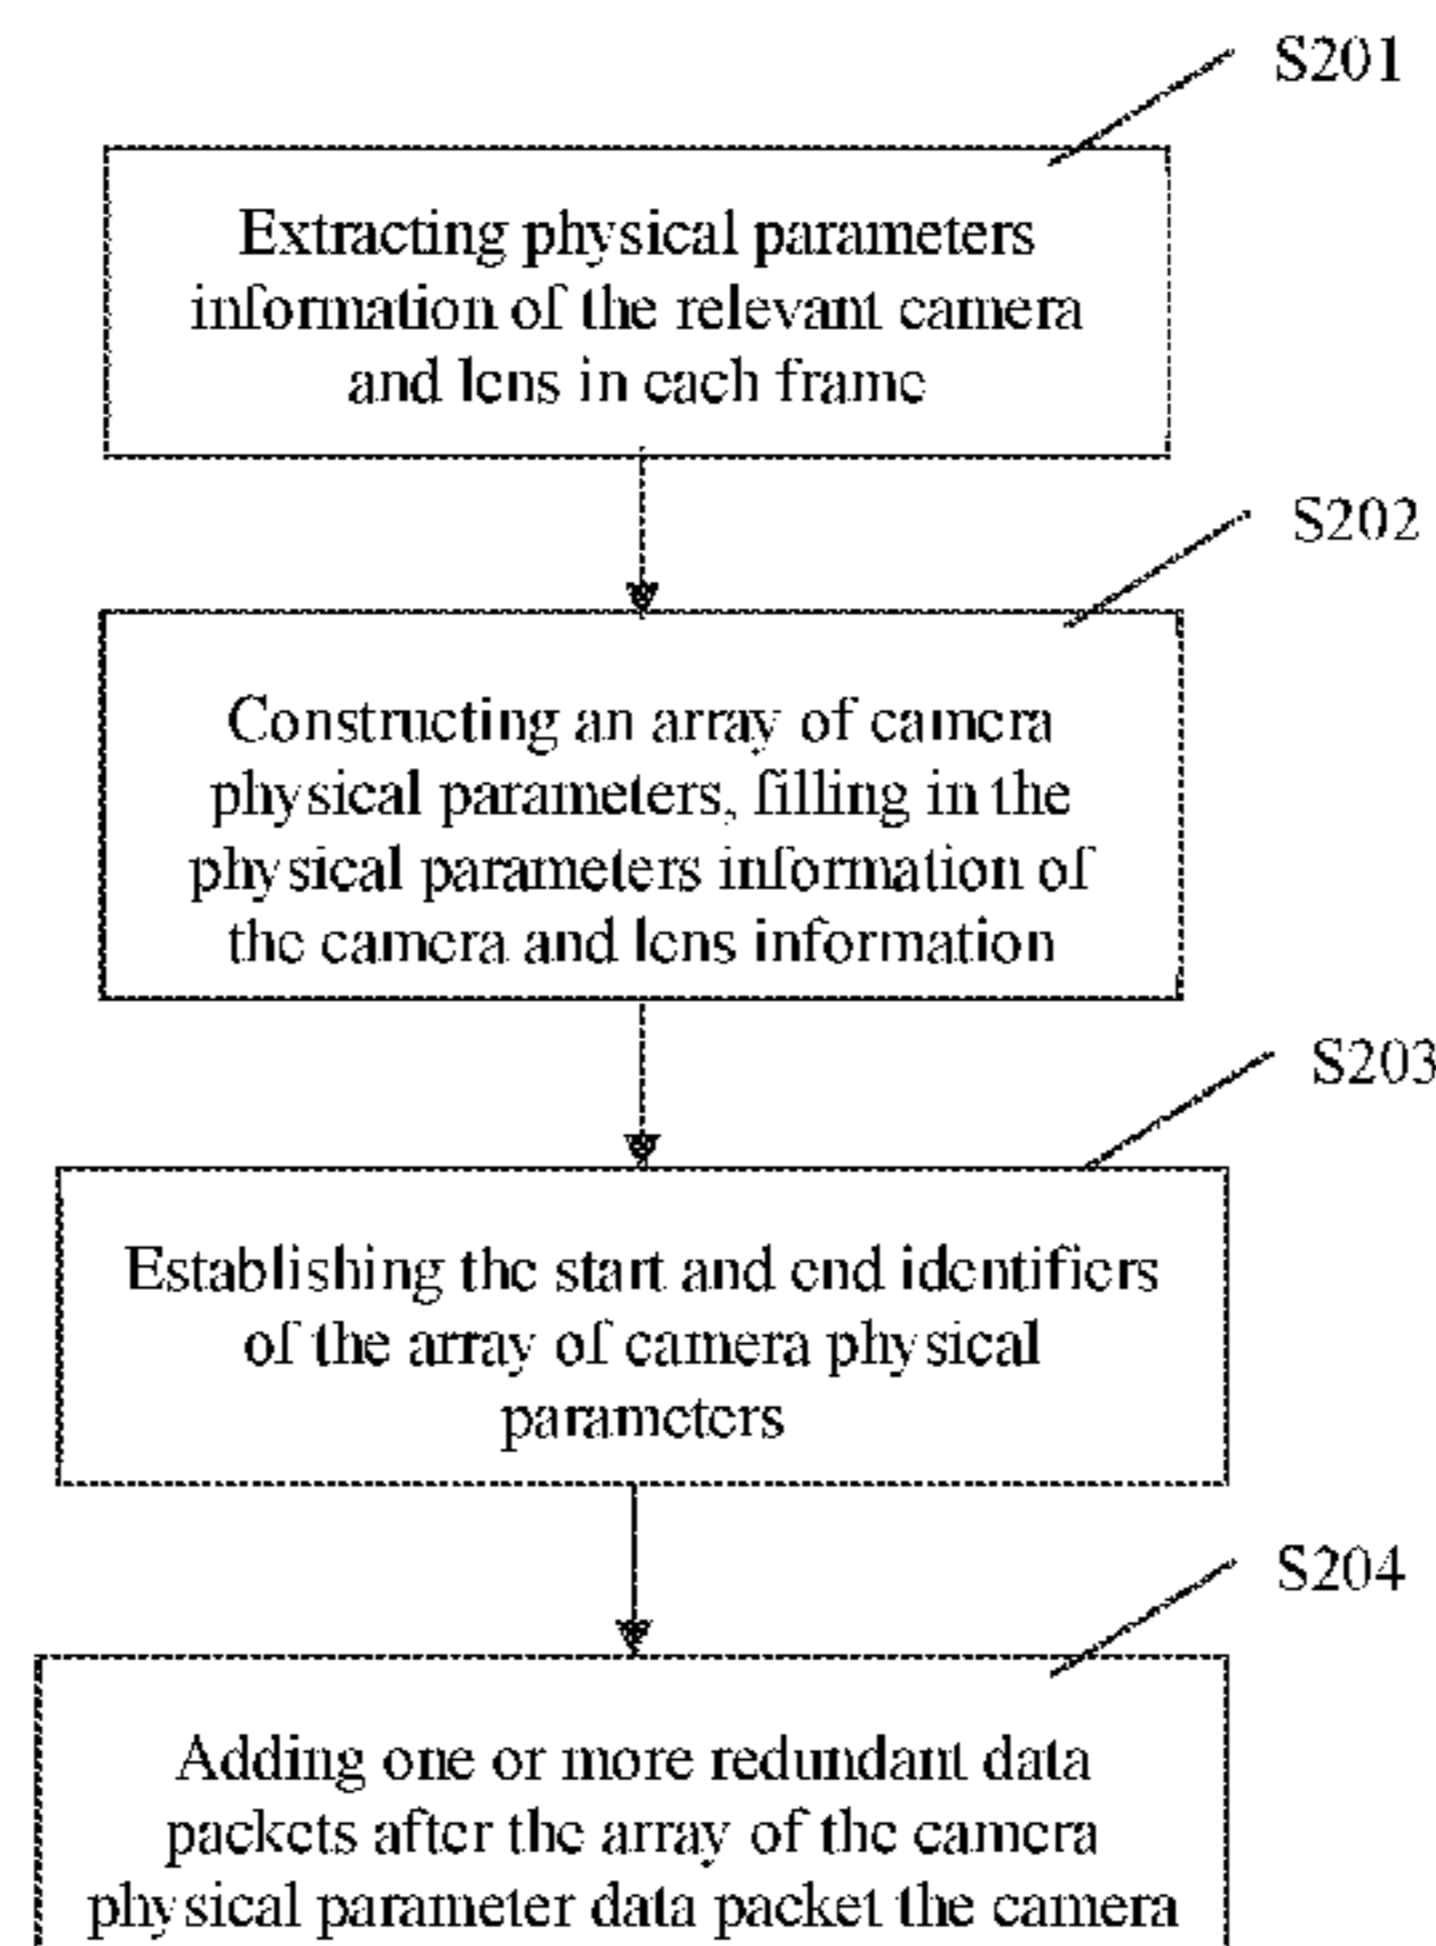 S201
Extracting physical parameters
information of the relevant camera
and lens in each frame
S202
Constructing an array of camera
physical parameters, filling in the
physical parameters information of
the camera and lens information
S203
Establishing the start and end identifiers
of the array of camera physical
parameters
S204
Adding one or more redundant data
packets after the array of the camera
physical parameter data packet the camera